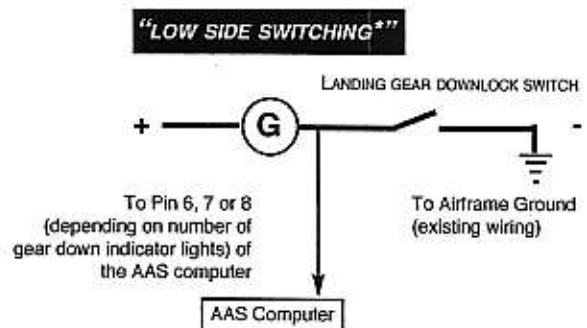 "LOW SIDE SWITCHING*"
LANDING GEAR DOWNLOCK SWITCH
+
G
-
To Pin 6, 7 or 8
(depending on number of
gear down indicator lights) of
the AAS computer
To Airframe Ground
(existing wiring)
AAS Computer